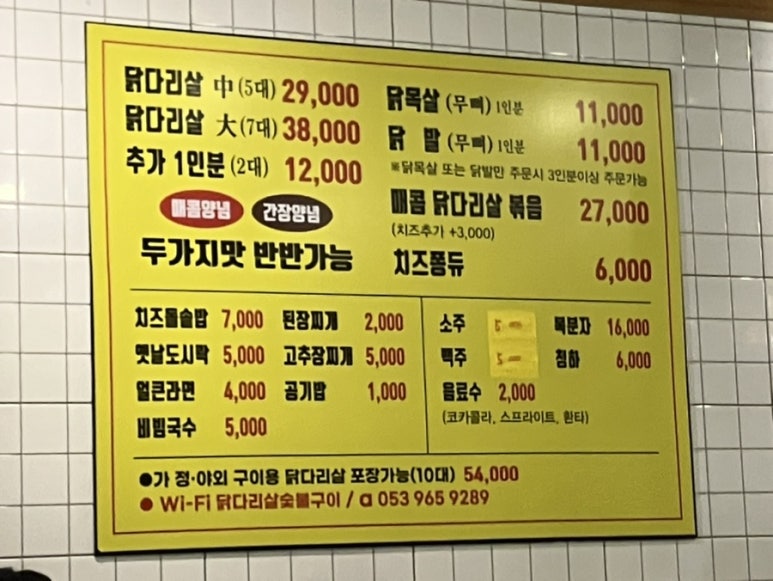 닭다리살 中 (5대) 29,000
닭다리살 大 (7대) 38,000
추가 1인분 (2대) 12,000
매콤양념 간장양념
두가지맛 반반가능
닭목살 (무뼈) 1인분 11,000
닭 발 (무뼈) 1인분 11,000
※닭목살 또는 닭발만 주문시 3인분이상 주문가능
매콤 닭다리살 볶음 27,000
(치즈추가 +3,000)
치즈퐁듀 6,000
치즈돌솥밥 7,000 된장찌개 2,000
옛날도시락 5,000 고추장찌개 5,000
얼큰라면 4,000 공기밥 1,000
비빔국수 5,000
소주 복분자 16,000
맥주 청하 6,000
음료수 2,000
(코카콜라, 스프라이트, 환타)
●가 정·야외 구이용 닭다리살 포장가능(10대) 54,000
● Wi-Fi 닭다리살숯불구이 / a 053 965 9289